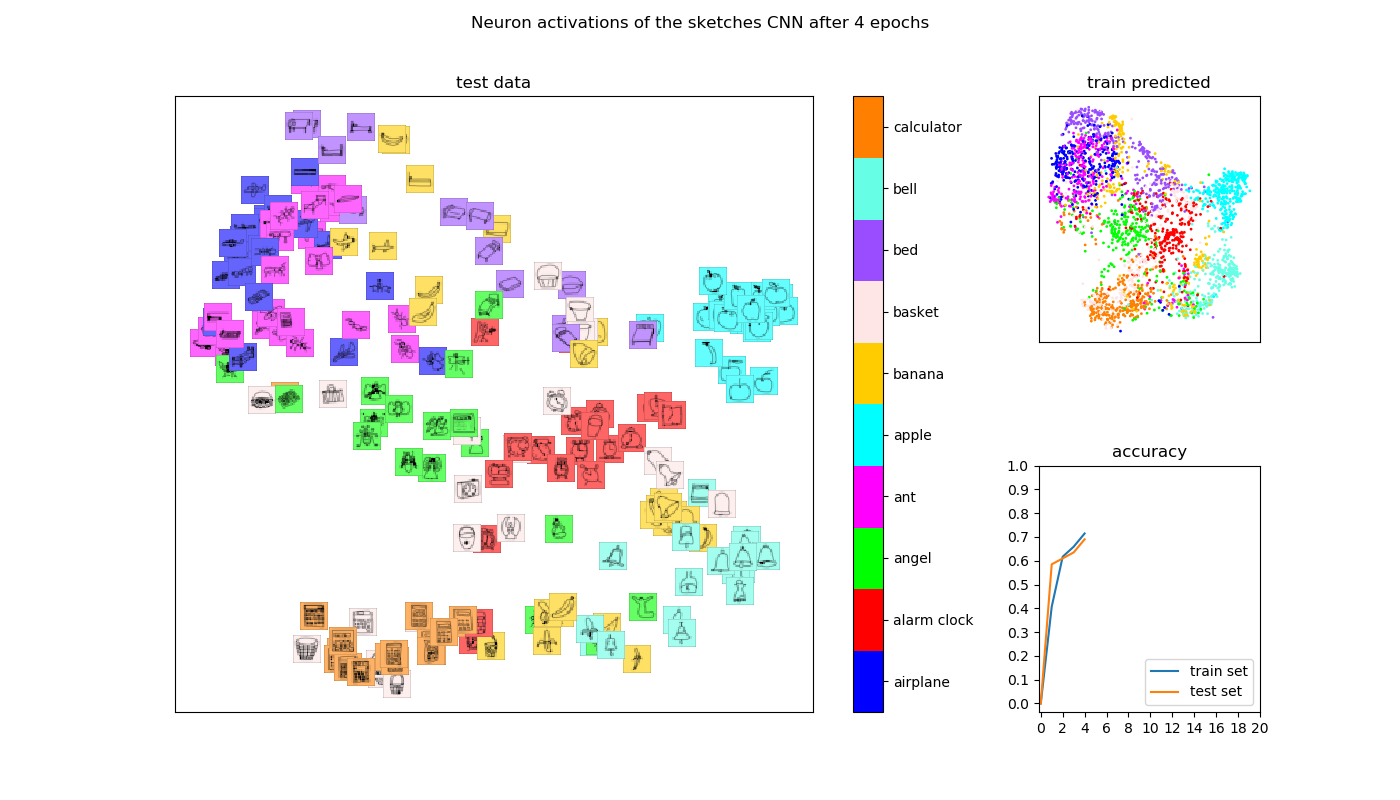 Neuron activations of the sketches CNN after 4 epochs
test data
calculator
bell
bed
basket
banana
apple
ant
angel
alarm clock
airplane
train predicted
accuracy
1.0
0.9
0.8
0.7
0.6
0.5
0.4
0.3
0.2
0.1
0.0
train set
test set
0 2 4 6 8 10 12 14 16 18 20